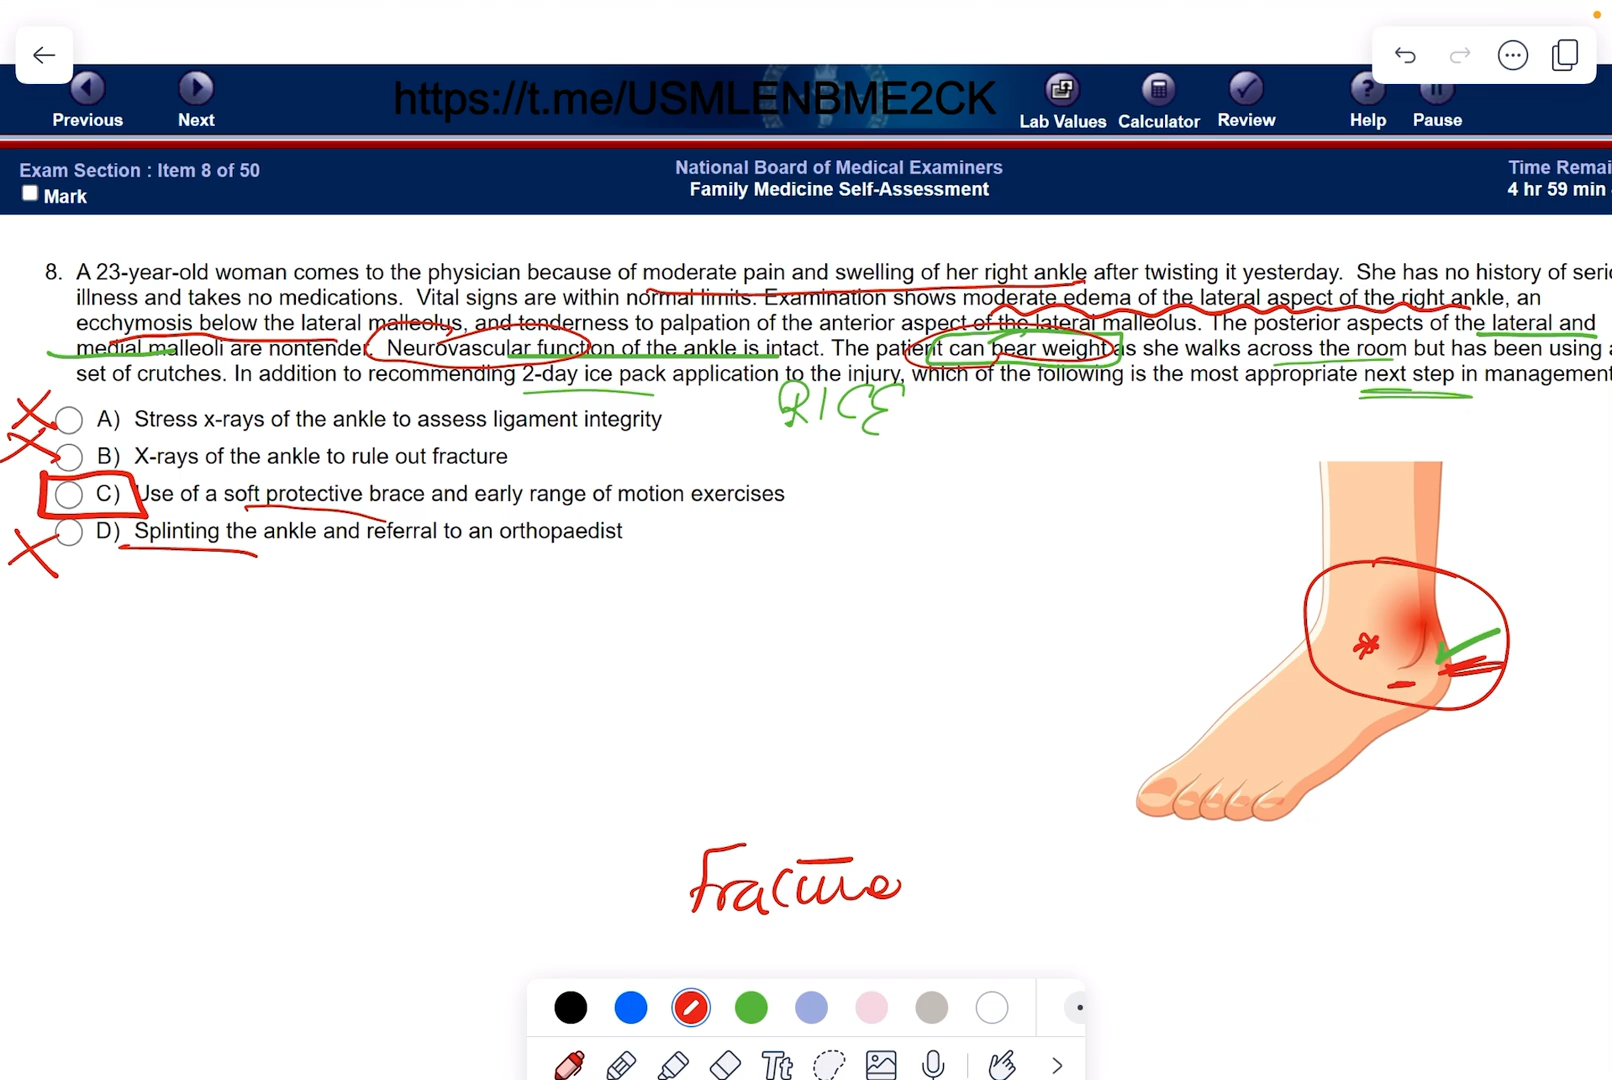 https://t.me/USMLENBME2CK
Previous
Next
Lab Values
Calculator
Review
Help
Pause
Exam Section : Item 8 of 50
Mark
National Board of Medical Examiners
Family Medicine Self-Assessment
Time Remai
4 hr 59 min
8. A 23-year-old woman comes to the physician because of moderate pain and swelling of her right ankle after twisting it yesterday. She has no history of seri
illness and takes no medications. Vital signs are within normal limits. Examination shows moderate edema of the lateral aspect of the right ankle, an
ecchymosis below the lateral malleolus, and tenderness to palpation of the anterior aspect of the lateral malleolus. The posterior aspects of the lateral and
medial malleoli are nontender. Neurovascular function of the ankle is intact. The patient can bear weight as she walks across the room but has been using a
set of crutches. In addition to recommending 2-day ice pack application to the injury, which of the following is the most appropriate next step in management
RICE
A) Stress x-rays of the ankle to assess ligament integrity
B) X-rays of the ankle to rule out fracture
C) Use of a soft protective brace and early range of motion exercises
D) Splinting the ankle and referral to an orthopaedist
Fracture
Tt